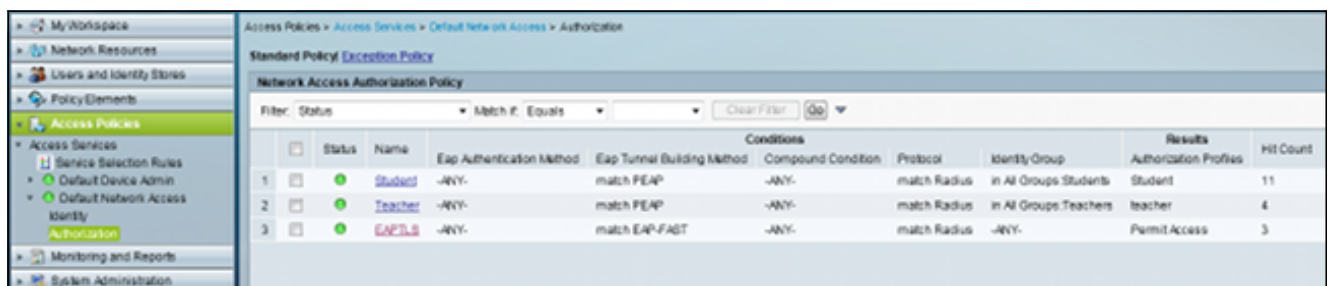 My Workspace
Network Resources
Users and Identity Stores
Policy Elements
Access Policies
Access Services
Service Selection Rules
Default Device Admin
Default Network Access
Identity
Authorization
Monitoring and Reports
System Administration
Access Policies > Access Services > Default Network Access > Authorization
Standard Policy| Exception Policy
Network Access Authorization Policy
Filter: Status Match if: Equals Clear Filter Go
Conditions Results
Status Name Eap Authentication Method Eap Tunnel Building Method Compound Condition Protocol Identity Group Authorization Profiles Hit Count
1 Student -ANY- match PEAP -ANY- match Radius in All Groups:Students Student 11
2 Teacher -ANY- match PEAP -ANY- match Radius in All Groups:Teachers teacher 4
3 EAPTLS -ANY- match EAP-FAST -ANY- match Radius -ANY- Permit Access 3